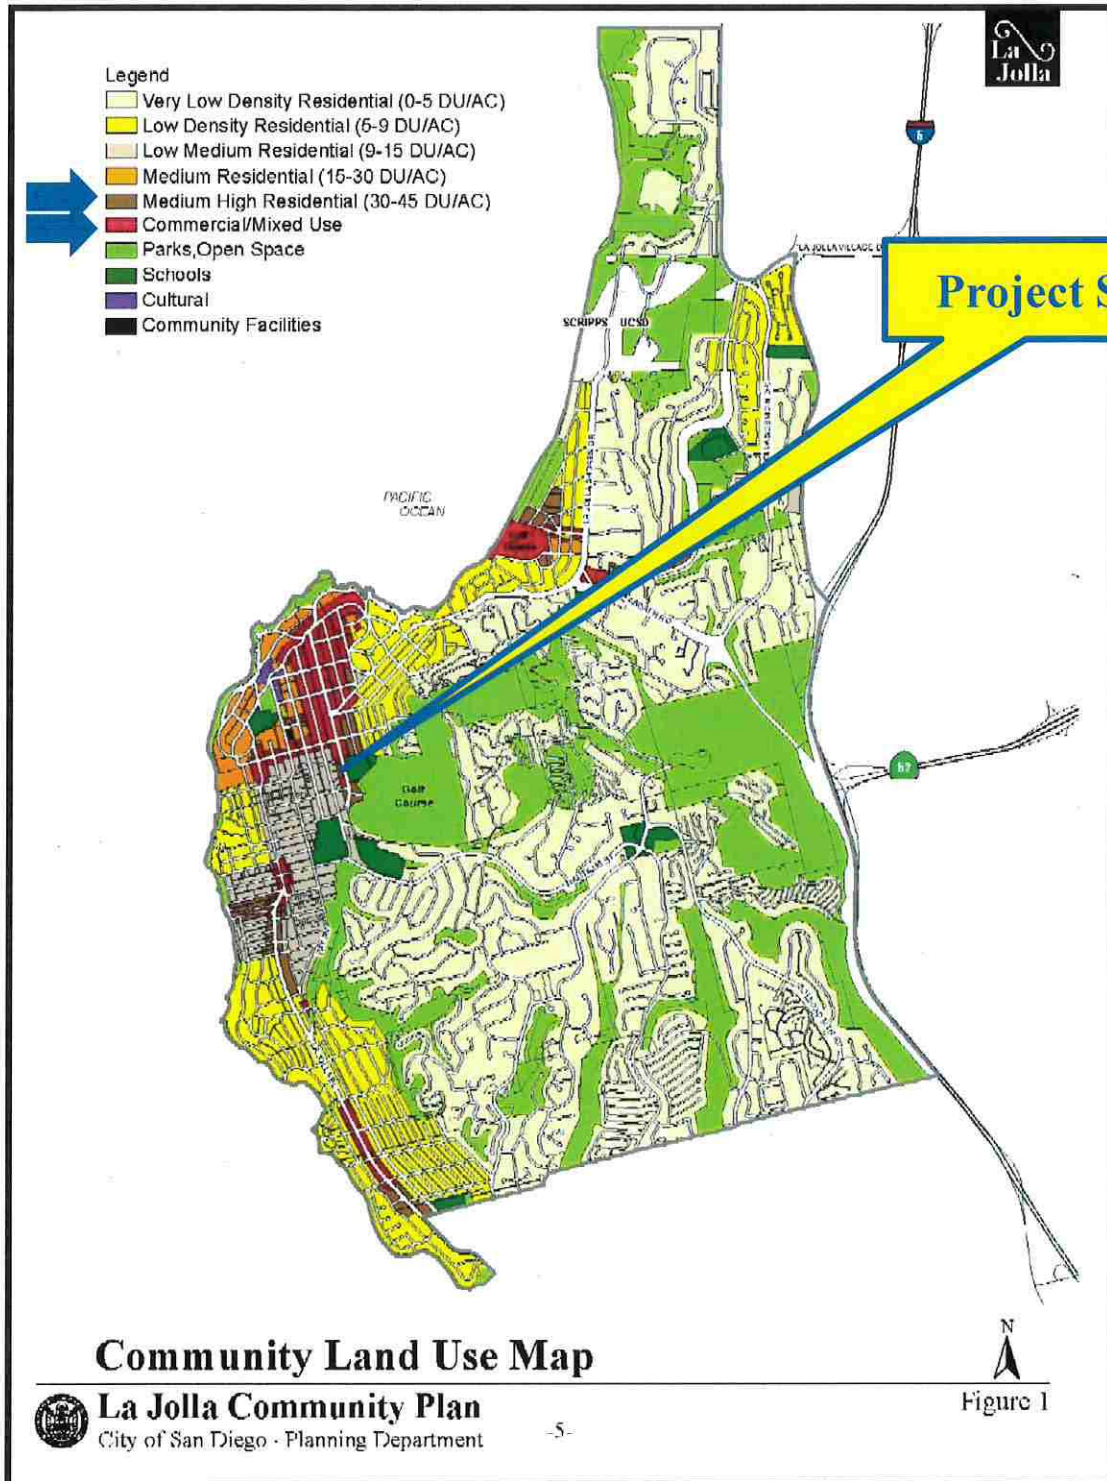 La
Jolla
Legend
Very Low Density Residential (0-5 DU/AC)
Low Density Residential (5-9 DU/AC)
Low Medium Residential (9-15 DU/AC)
Medium Residential (15-30 DU/AC)
Medium High Residential (30-45 DU/AC)
Commercial/Mixed Use
Parks,Open Space
Schools
Cultural
Community Facilities
5
LA JOLLA VILLAGE D
Project S
SCRIPPS UCSD
PACIFIC
OCEAN
52
Golf
Course
N
Community Land Use Map
La Jolla Community Plan
City of San Diego - Planning Department
-5-
Figure 1